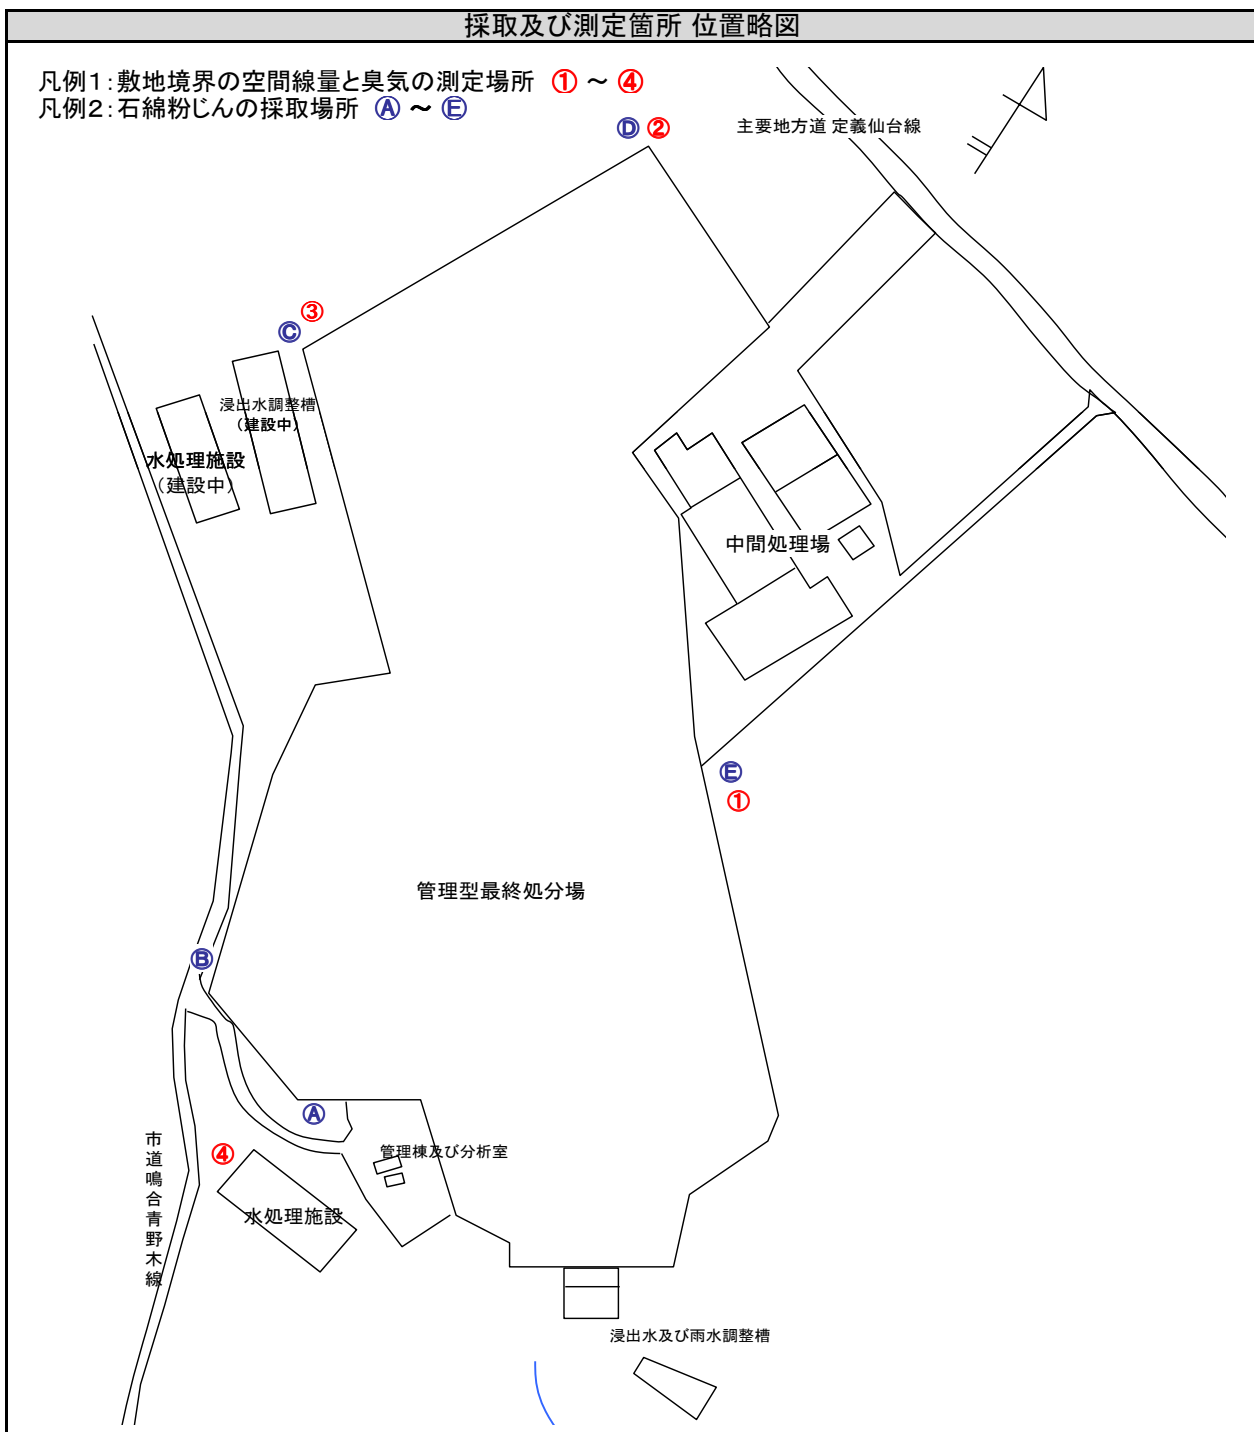 採取及び測定箇所 位置略図
凡例1：敷地境界の空間線量と臭気の測定場所 ① ～ ④
凡例2：石綿粉じんの採取場所 Ⓐ ～ Ⓔ
Ⓓ ②
主要地方道 定義仙台線
③
Ⓒ
浸出水調整槽
（建設中）
水処理施設
（建設中）
中間処理場
Ⓔ
①
管理型最終処分場
Ⓑ
Ⓐ
市道鳴合青野木線
④
管理棟及び分析室
水処理施設
浸出水及び雨水調整槽